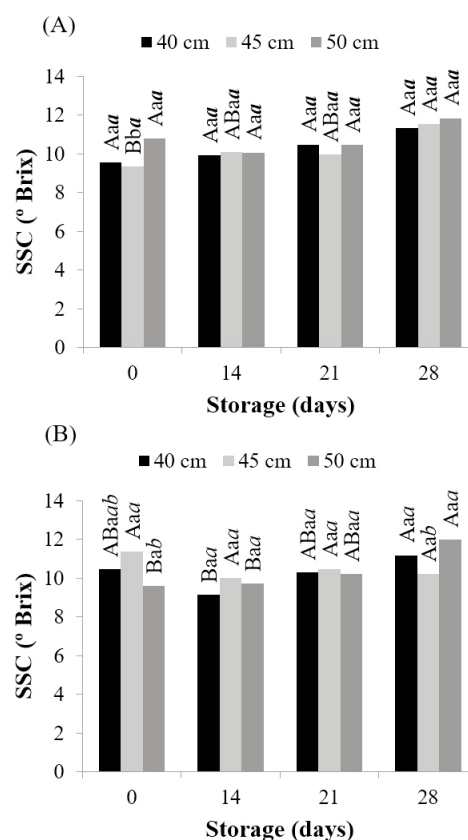 (A)
40 cm 45 cm 50 cm
14
12
10
8
6
4
2
0
SSC (º Brix)
Aaa Bba Aaa Aaa ABaa Aaa Aaa ABaa Aaa Aaa Aaa Aaa
0 14 21 28
Storage (days)
(B)
40 cm 45 cm 50 cm
14
12
10
8
6
4
2
0
SSC (º Brix)
ABaab Aaa Bab Baa Aaa Baa ABaa Aaa ABaa Aaa Aab Aaa
0 14 21 28
Storage (days)